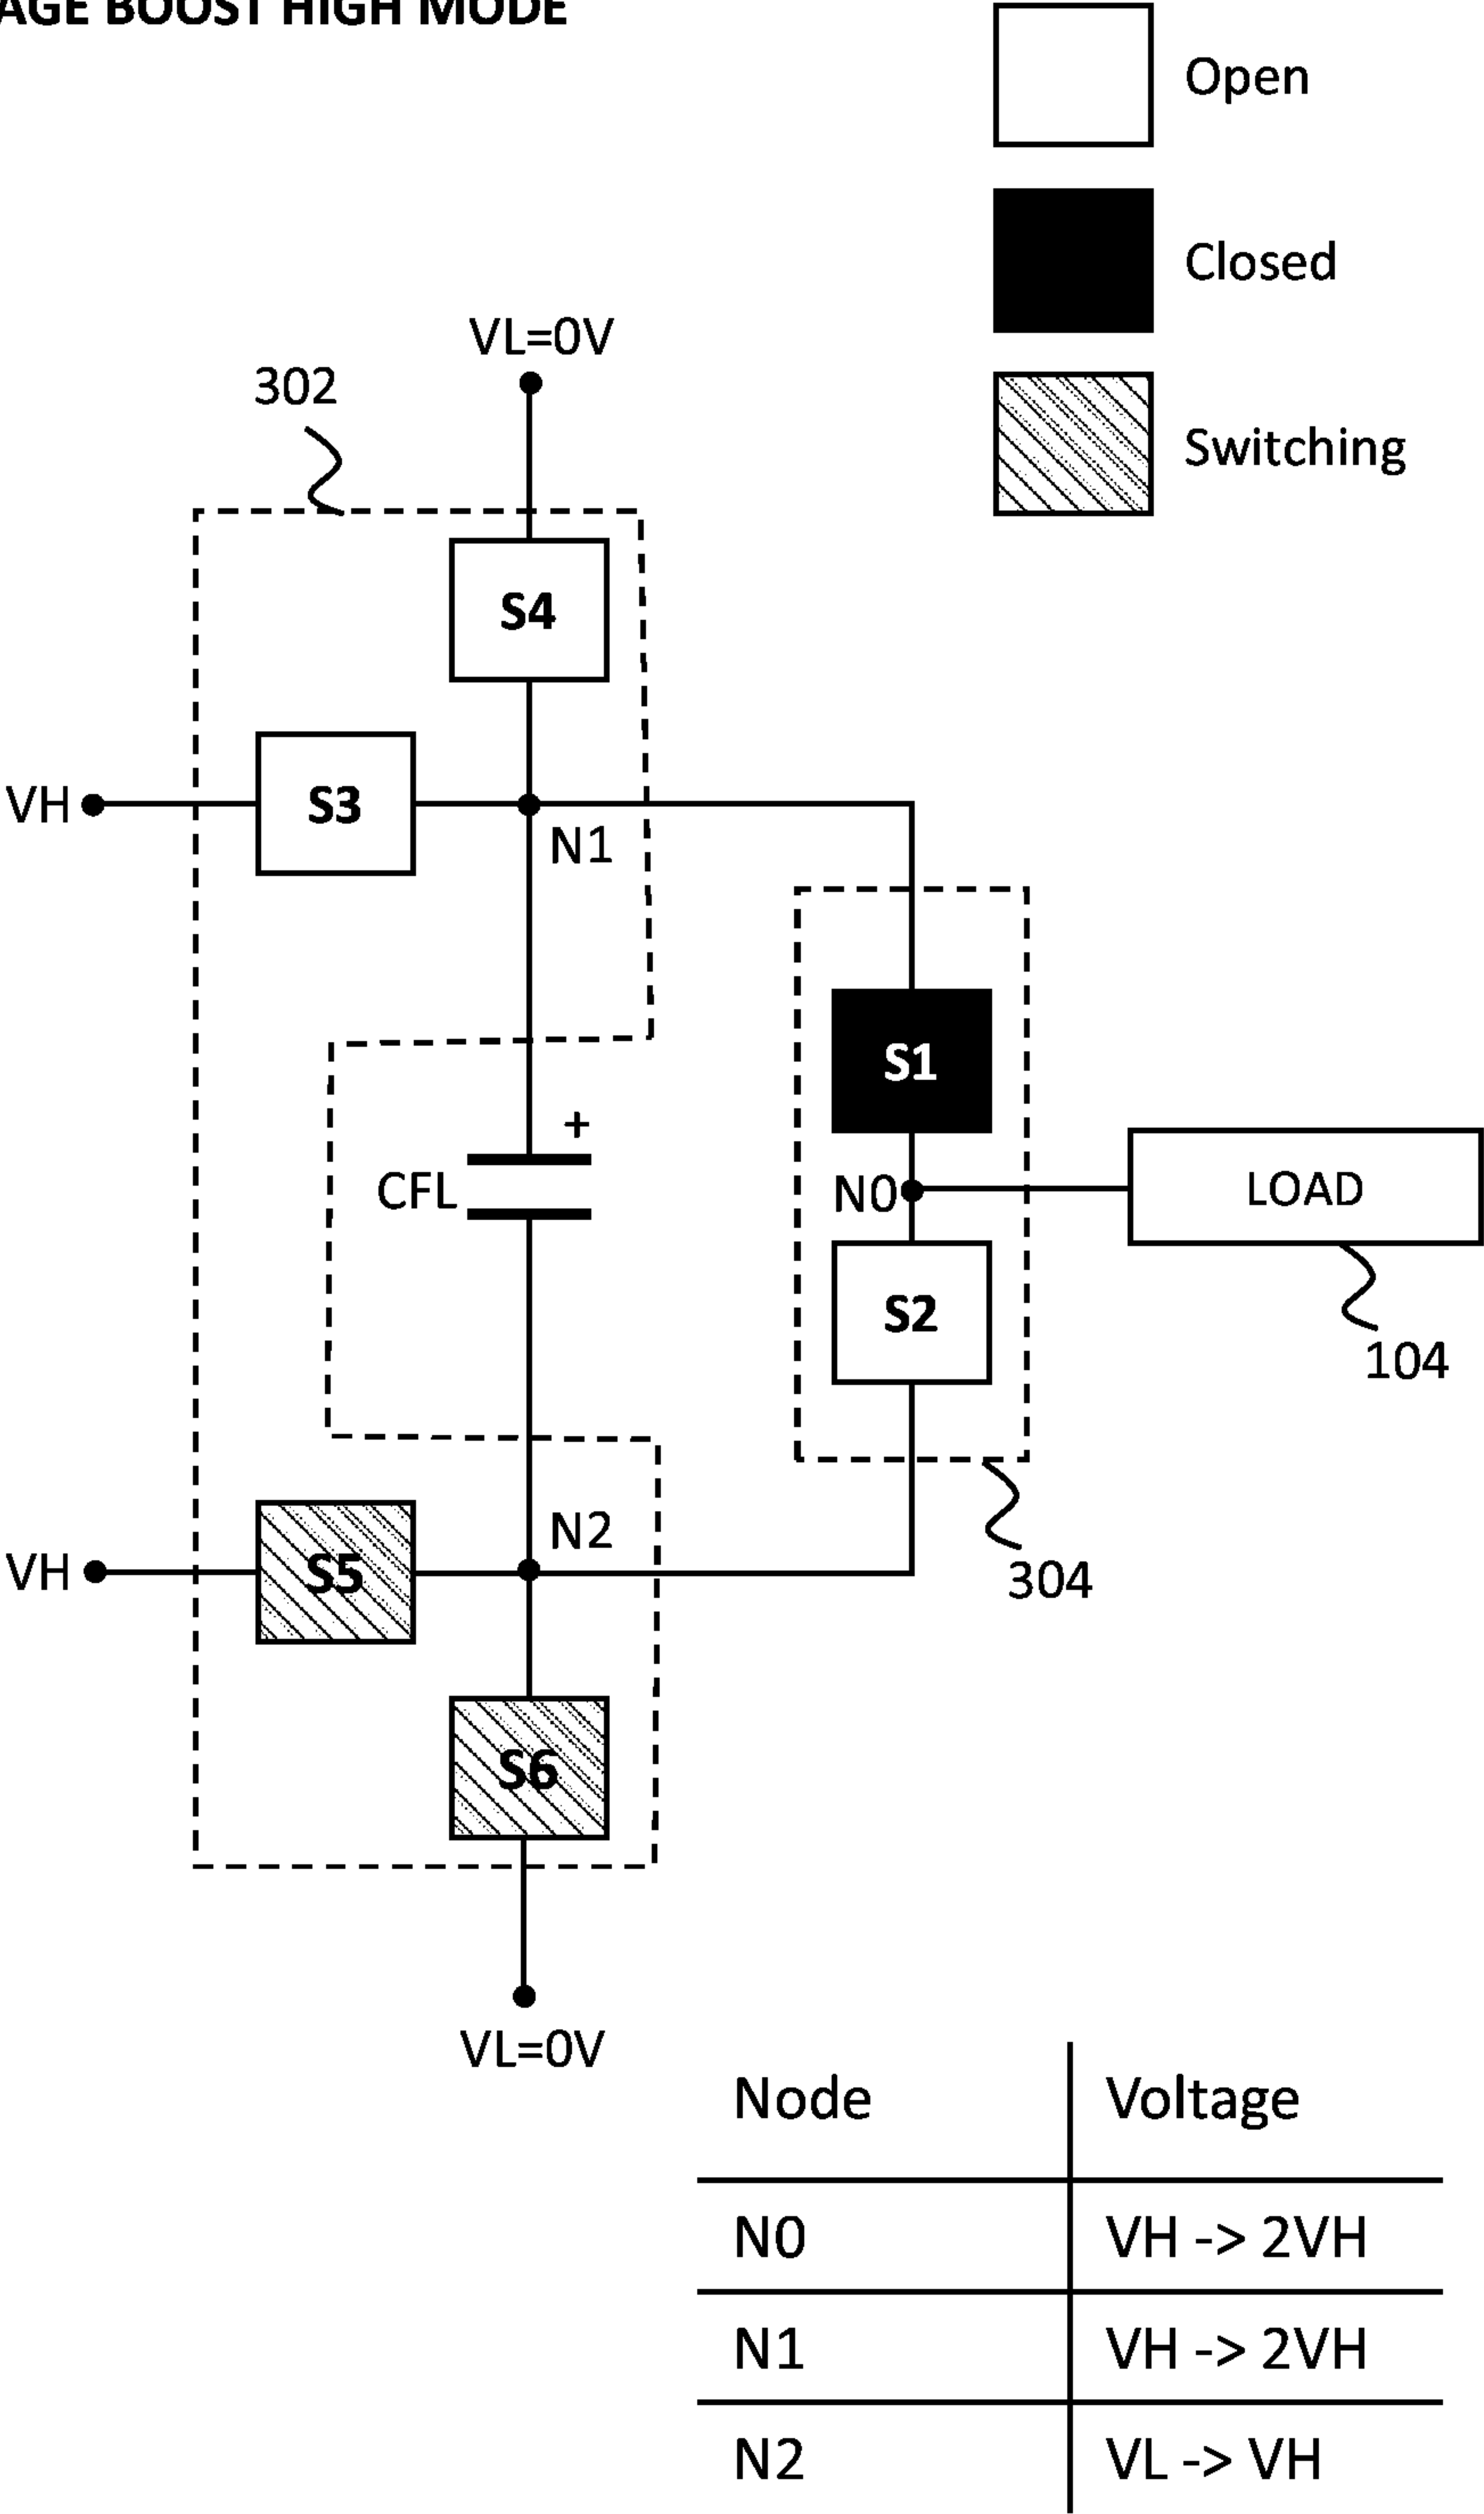 AGE BOOST HIGH MODE
Open
Closed
Switching
VL=0V
302
S4
VH
S3
N1
S1
+
CFL
N0
LOAD
S2
104
N2
VH
S5
304
S6
VL=0V
Node Voltage
N0 VH -> 2VH
N1 VH -> 2VH
N2 VL -> VH